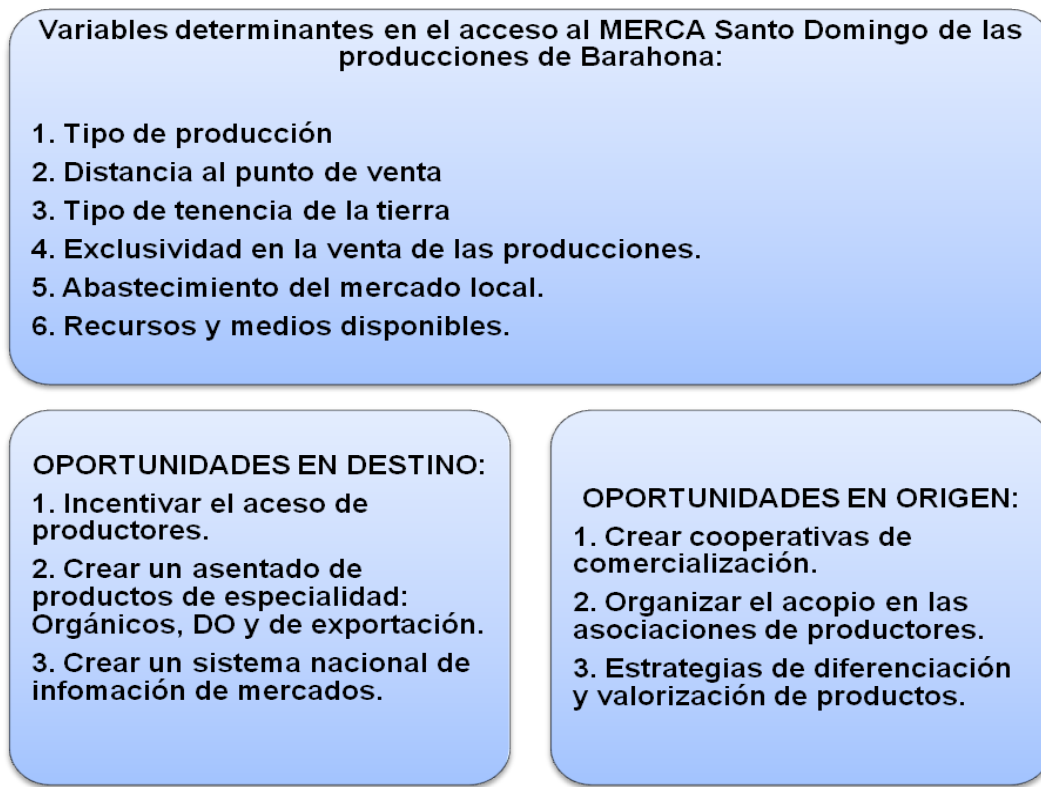 Variables determinantes en el acceso al MERCA Santo Domingo de las
producciones de Barahona:
1. Tipo de producción
2. Distancia al punto de venta
3. Tipo de tenencia de la tierra
4. Exclusividad en la venta de las producciones.
5. Abastecimiento del mercado local.
6. Recursos y medios disponibles.
OPORTUNIDADES EN DESTINO:
1. Incentivar el aceso de
productores.
2. Crear un asentado de
productos de especialidad:
Orgánicos, DO y de exportación.
3. Crear un sistema nacional de
infomación de mercados.
OPORTUNIDADES EN ORIGEN:
1. Crear cooperativas de
comercialización.
2. Organizar el acopio en las
asociaciones de productores.
3. Estrategias de diferenciación
y valorización de productos.